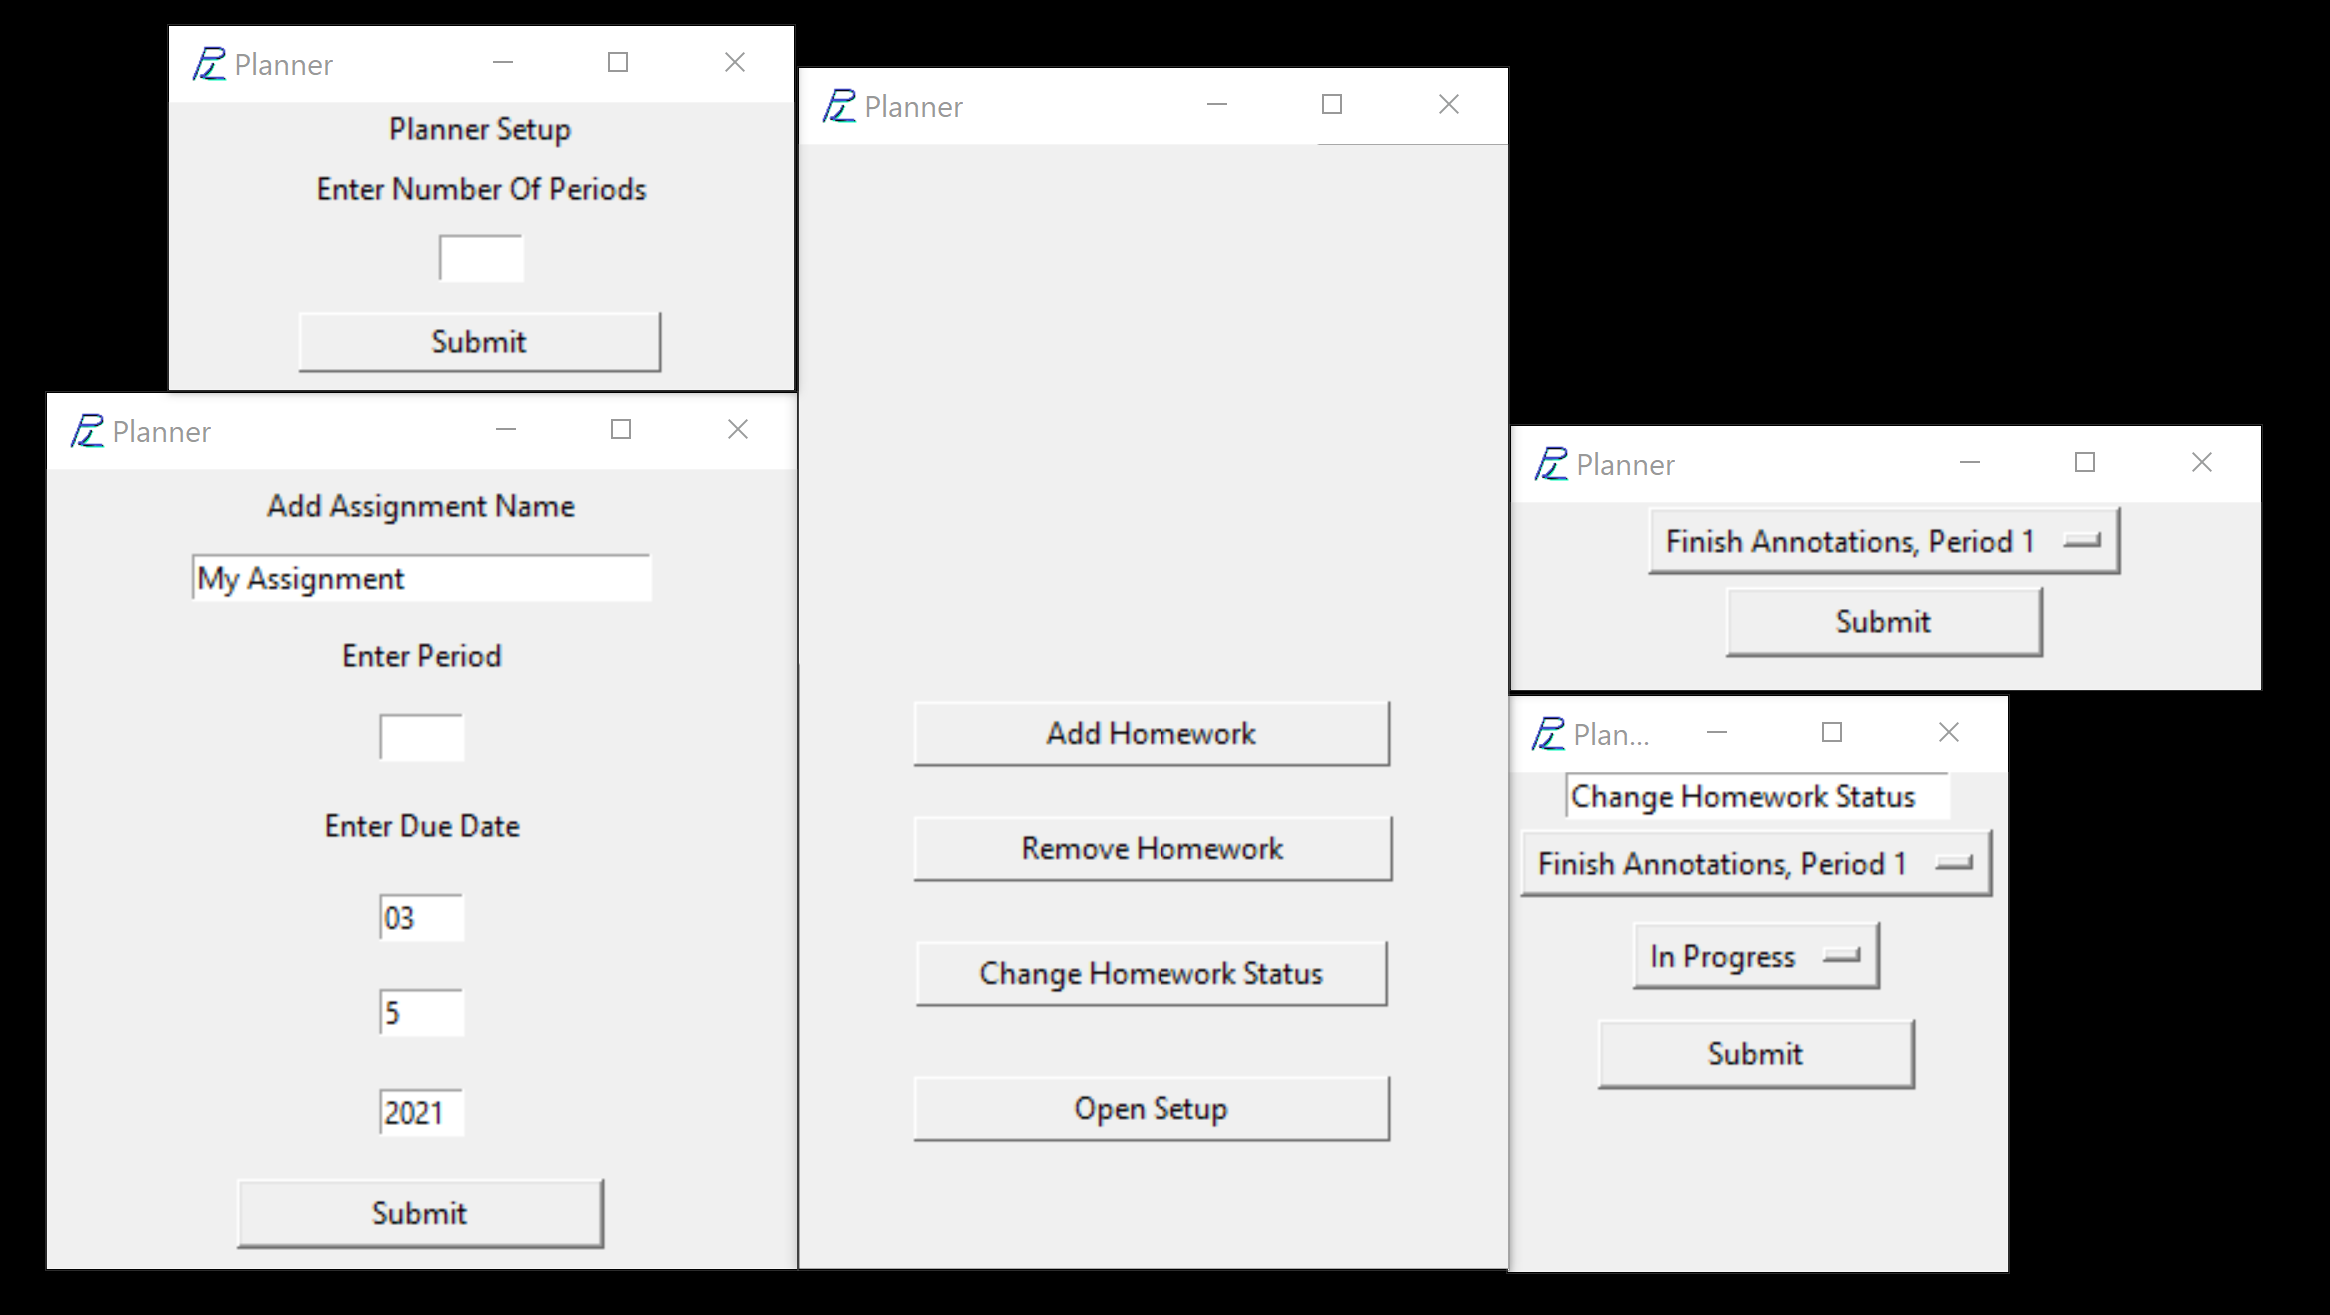 Planner
Planner Setup
Enter Number Of Periods
Submit
Planner
Add Assignment Name
My Assignment
Enter Period
Enter Due Date
03
5
2021
Submit
Planner
Add Homework
Remove Homework
Change Homework Status
Open Setup
Planner
Finish Annotations, Period 1
Submit
Plan...
Change Homework Status
Finish Annotations, Period 1
In Progress
Submit